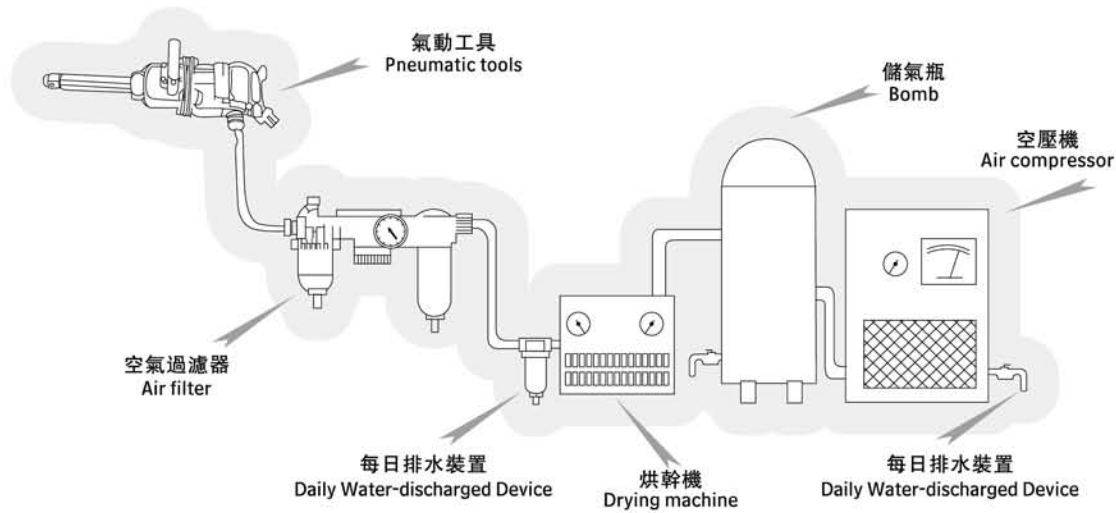 氣動工具
Pneumatic tools
儲氣瓶
Bomb
空壓機
Air compressor
空氣過濾器
Air filter
每日排水裝置
Daily Water-discharged Device
烘幹機
Drying machine
每日排水裝置
Daily Water-discharged Device